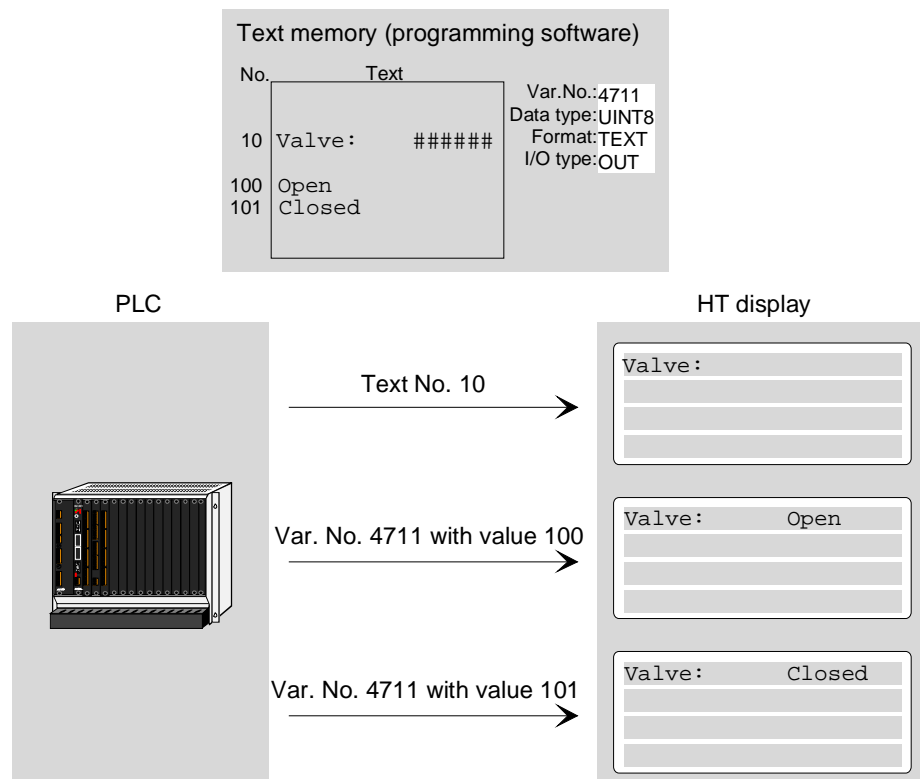 Text memory (programming software)
No. Text
Var.No.:4711
Data type:UINT8
10 Valve: ###### Format:TEXT
I/O type:OUT
100 Open
101 Closed
PLC HT display
Valve:
Text No. 10
Valve: Open
Var. No. 4711 with value 100
Valve: Closed
Var. No. 4711 with value 101